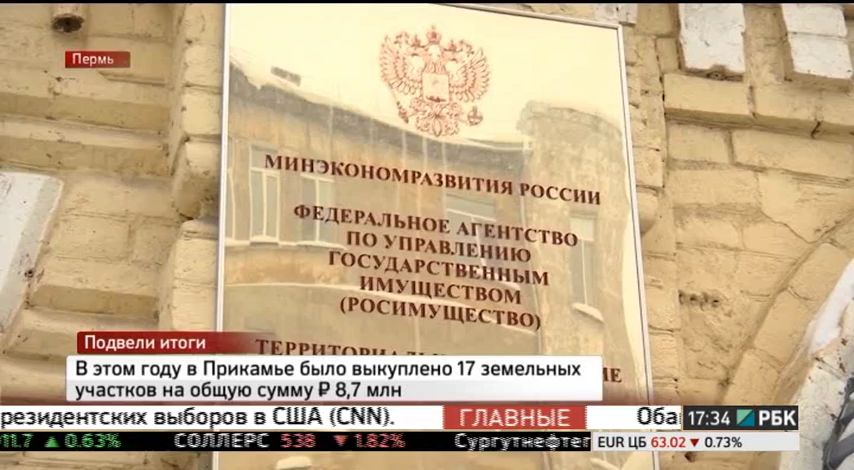 Пермь
МИНЭКОНОМРАЗВИТИЯ РОССИИ
ФЕДЕРАЛЬНОЕ АГЕНТСТВО
ПО УПРАВЛЕНИЮ
ГОСУДАРСТВЕННЫМ
ИМУЩЕСТВОМ
(РОСИМУЩЕСТВО)
Подвели итоги
В этом году в Прикамье было выкуплено 17 земельных
участков на общую сумму ₽ 8,7 млн
резидентских выборов в США (CNN). ГЛАВНЫЕ Оба 17:34 РБК
011.7 ▲ 0.63% СОЛЛЕРС 538 ▼ 1.82% Сургутнефтег EUR ЦБ 63.02 ▼ 0.73%